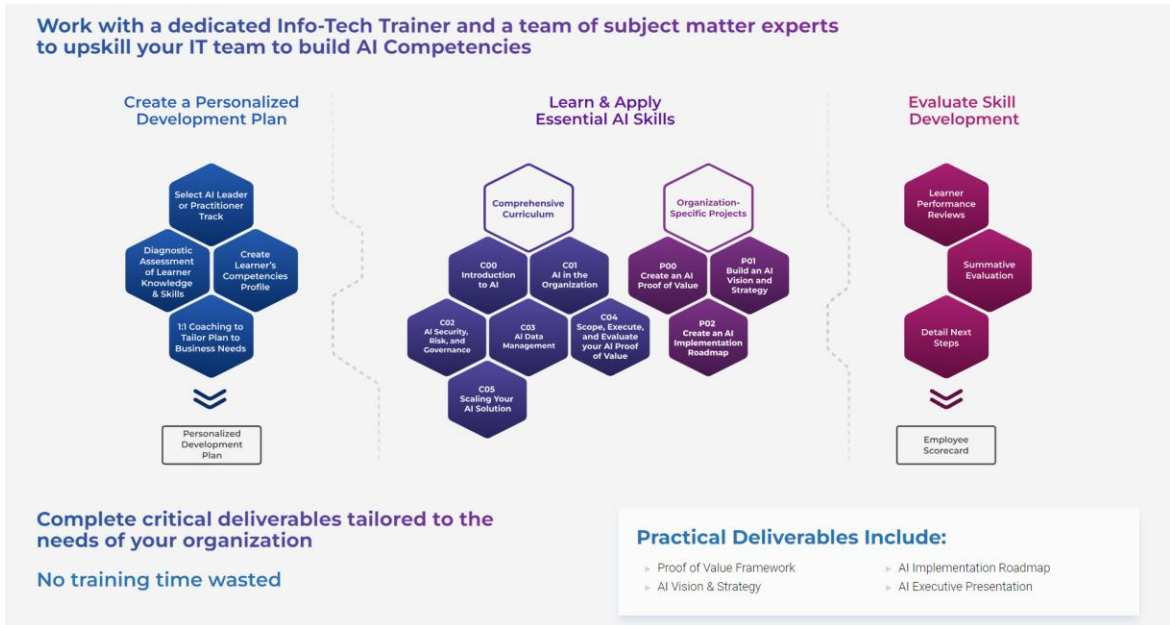 Work with a dedicated Info-Tech Trainer and a team of subject matter experts
to upskill your IT team to build AI Competencies
Create a Personalized
Development Plan
Select AI Leader
or Practitioner
Track
Diagnostic
Assessment
of Learner
Knowledge
& Skills
Create
Learner's
Competencies
Profile
1:1 Coaching to
Tailor Plan to
Business Needs
Personalized
Development
Plan
Learn & Apply
Essential AI Skills
Comprehensive
Curriculum
C00
Introduction
to AI
C01
AI in the
Organization
C02
AI Security,
Risk, and
Governance
C03
AI Data
Management
C04
Scope, Execute,
and Evaluate
your AI Proof
of Value
C05
Scaling Your
AI Solution
Organization-
Specific Projects
P00
Create an AI
Proof of Value
P01
Build an AI
Vision and
Strategy
P02
Create an AI
Implementation
Roadmap
Evaluate Skill
Development
Learner
Performance
Reviews
Summative
Evaluation
Detail Next
Steps
Employee
Scorecard
Complete critical deliverables tailored to the
needs of your organization
No training time wasted
Practical Deliverables Include:
Proof of Value Framework
AI Vision & Strategy
AI Implementation Roadmap
AI Executive Presentation